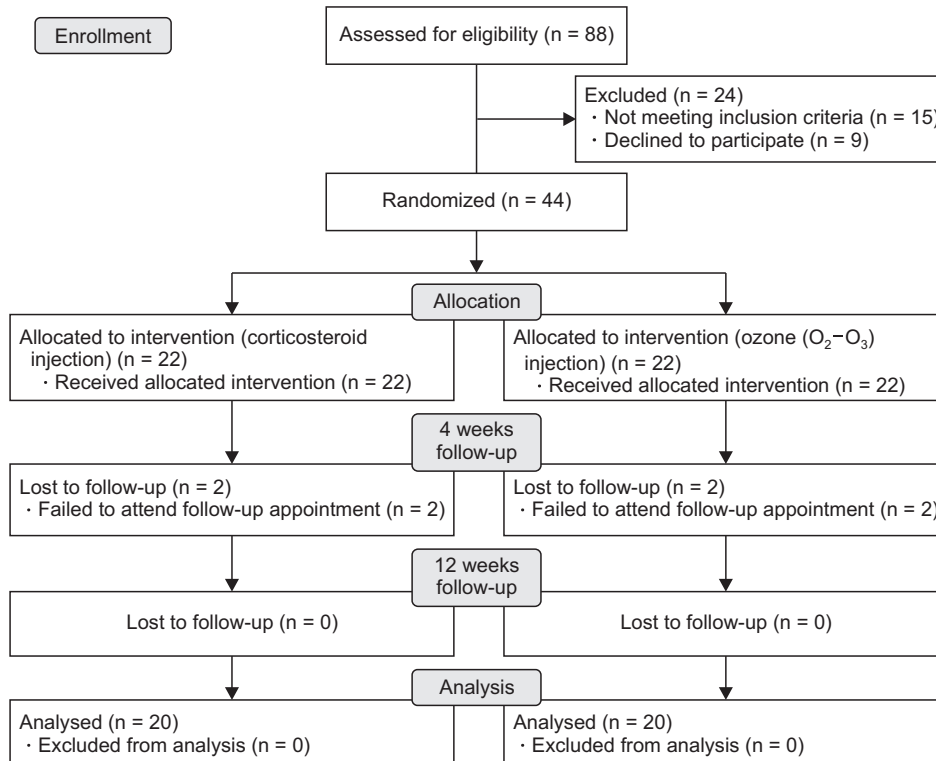 Enrollment
Assessed for eligibility (n = 88)
Excluded (n = 24)
· Not meeting inclusion criteria (n = 15)
· Declined to participate (n = 9)
Randomized (n = 44)
Allocation
Allocated to intervention (corticosteroid
injection) (n = 22)
· Received allocated intervention (n = 22)
Allocated to intervention (ozone (O₂−O₃)
injection) (n = 22)
· Received allocated intervention (n = 22)
4 weeks
follow-up
Lost to follow-up (n = 2)
· Failed to attend follow-up appointment (n = 2)
Lost to follow-up (n = 2)
· Failed to attend follow-up appointment (n = 2)
12 weeks
follow-up
Lost to follow-up (n = 0)
Lost to follow-up (n = 0)
Analysis
Analysed (n = 20)
· Excluded from analysis (n = 0)
Analysed (n = 20)
· Excluded from analysis (n = 0)